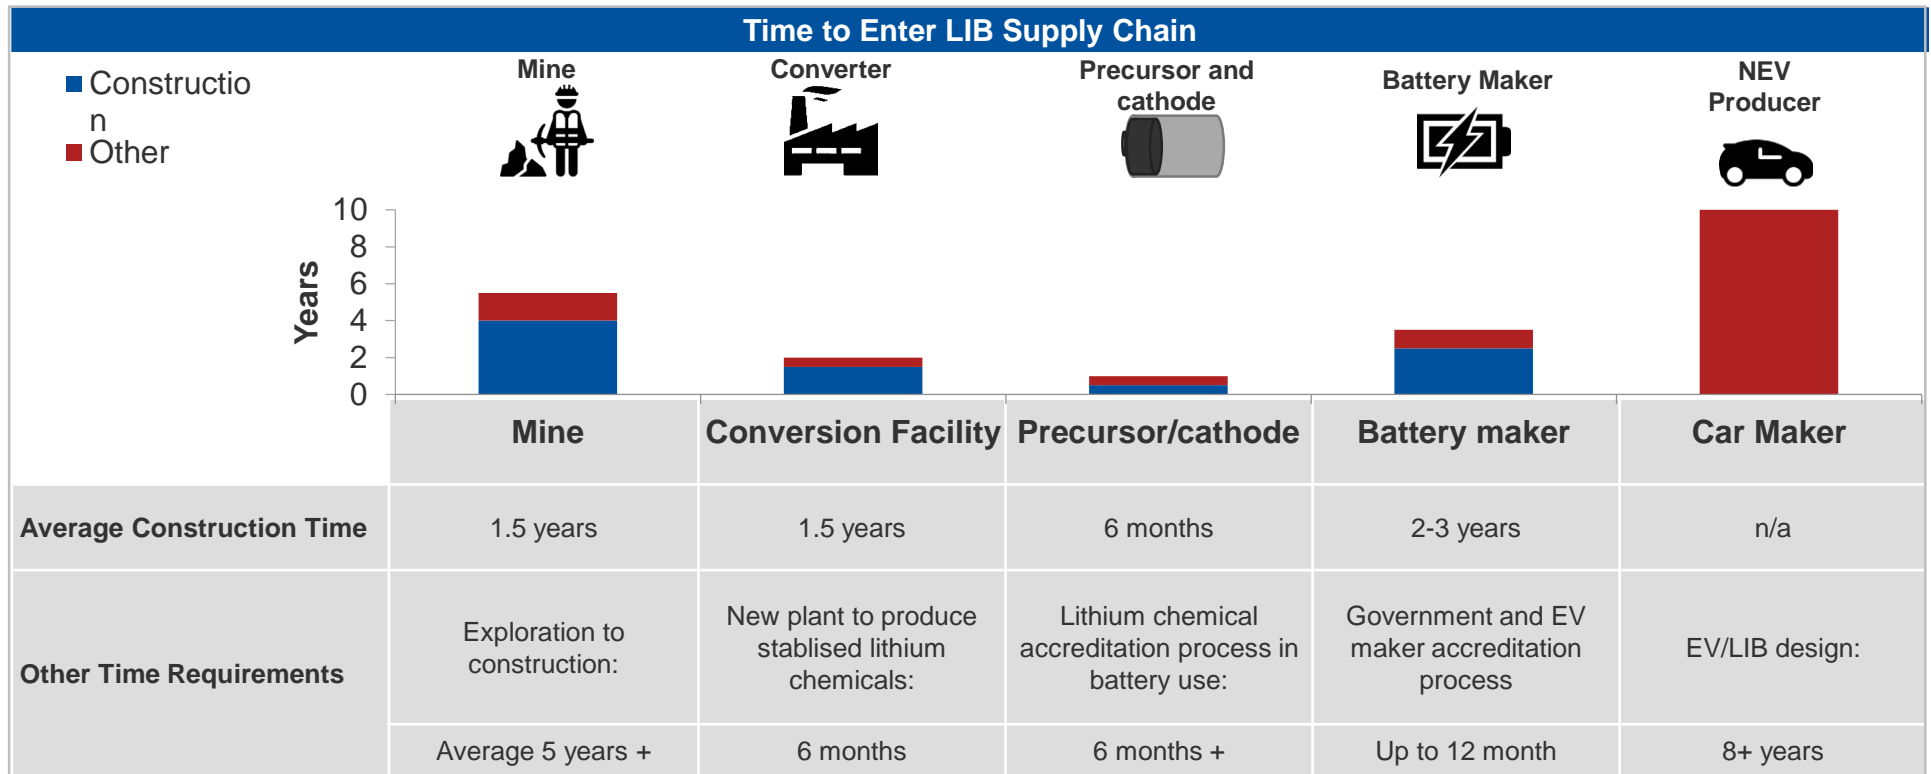 Time to Enter LIB Supply Chain
Constructio
n
Other
Mine
Converter
Precursor and
cathode
Battery Maker
NEV
Producer
Years
10
8
6
4
2
0
Mine
Conversion Facility
Precursor/cathode
Battery maker
Car Maker
Average Construction Time
1.5 years
1.5 years
6 months
2-3 years
n/a
Other Time Requirements
Exploration to
construction:
New plant to produce
stablised lithium
chemicals:
Lithium chemical
accreditation process in
battery use:
Government and EV
maker accreditation
process
EV/LIB design:
Average 5 years +
6 months
6 months +
Up to 12 month
8+ years